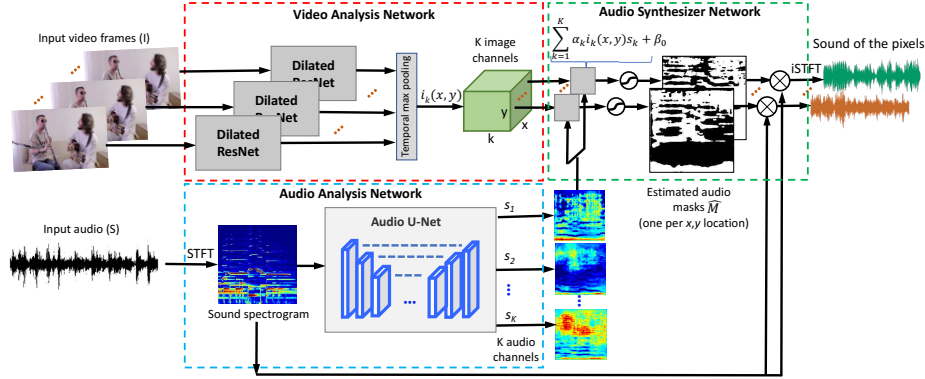 Video Analysis Network
Audio Synthesizer Network
Input video frames (I)
Dilated
ResNet
Dilated
ResNet
Dilated
ResNet
Temporal max pooling
i_k(x, y)
K image
channels
y
x
k
K
∑ α_k i_k(x, y)s_k + β_0
k=1
iSTFT
Sound of the pixels
Estimated audio
masks M̂
(one per x,y location)
Audio Analysis Network
Input audio (S)
STFT
Sound spectrogram
Audio U-Net
...
s_1
s_2
s_K
K audio
channels